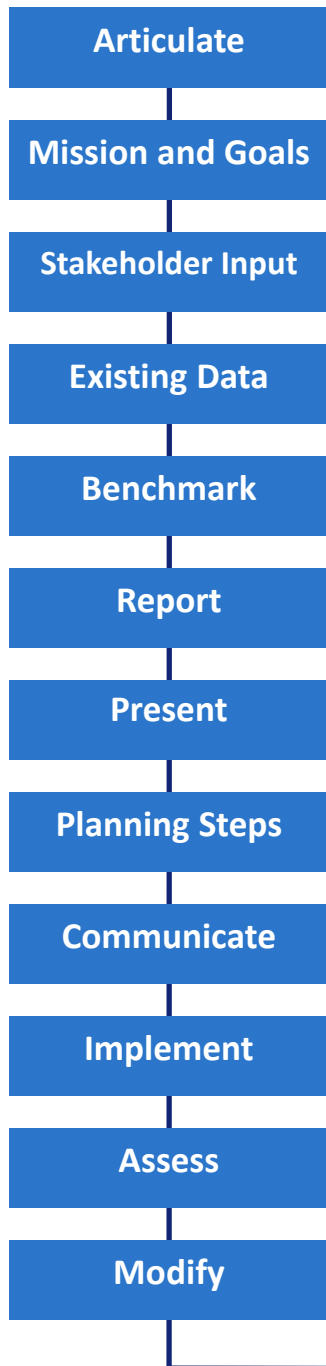 Articulate
Mission and Goals
Stakeholder Input
Existing Data
Benchmark
Report
Present
Planning Steps
Communicate
Implement
Assess
Modify